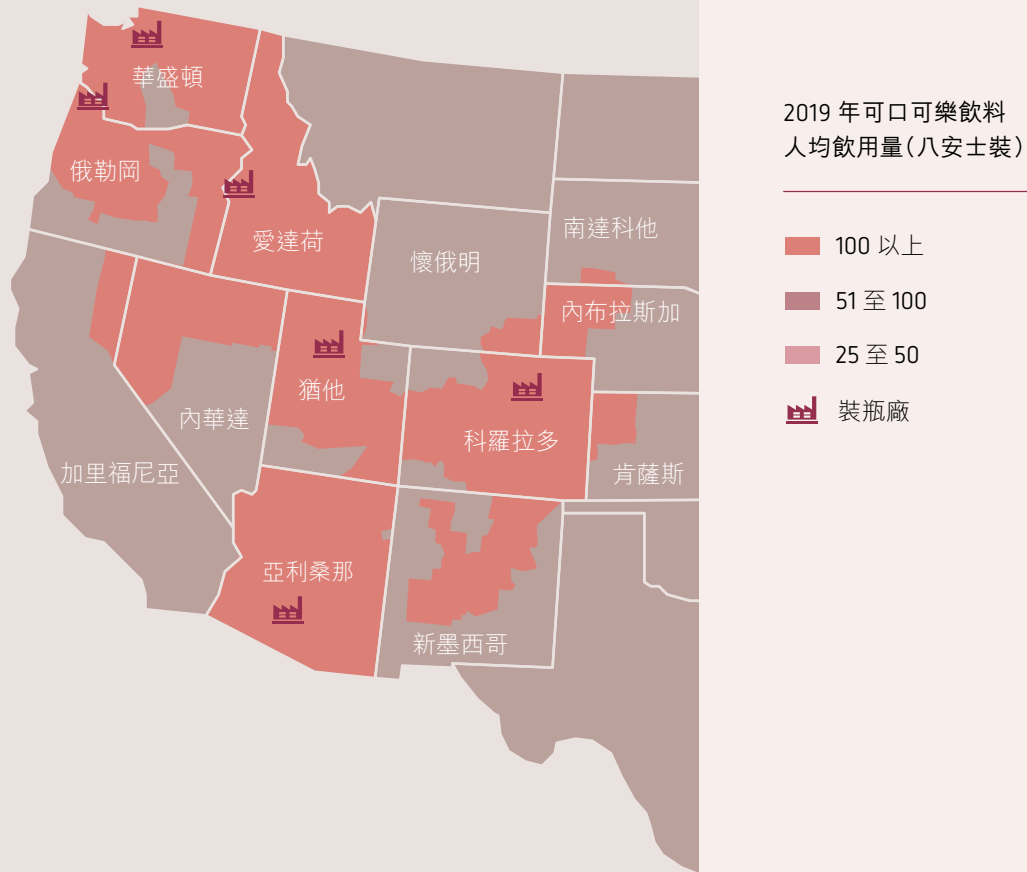 華盛頓
俄勒岡
愛達荷
懷俄明
南達科他
內布拉斯加
猶他
內華達
科羅拉多
加里福尼亞
肯薩斯
亞利桑那
新墨西哥
2019 年可口可樂飲料
人均飲用量(八安士裝)
100 以上
51 至 100
25 至 50
裝瓶廠